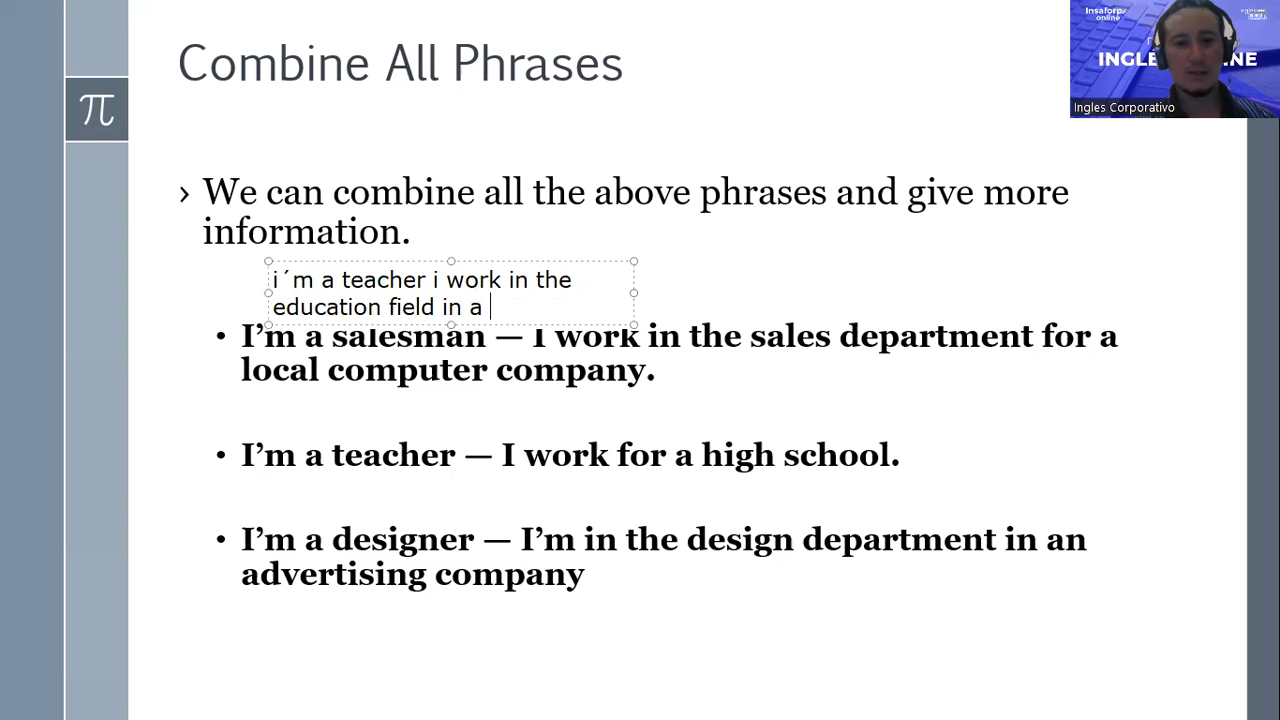 Combine All Phrases
Insaforp
online
INGLE
NE
Ingles Corporativo
π
› We can combine all the above phrases and give more
information.
i´m a teacher i work in the
education field in a
• I’m a salesman — I work in the sales department for a
local computer company.
• I’m a teacher — I work for a high school.
• I’m a designer — I’m in the design department in an
advertising company